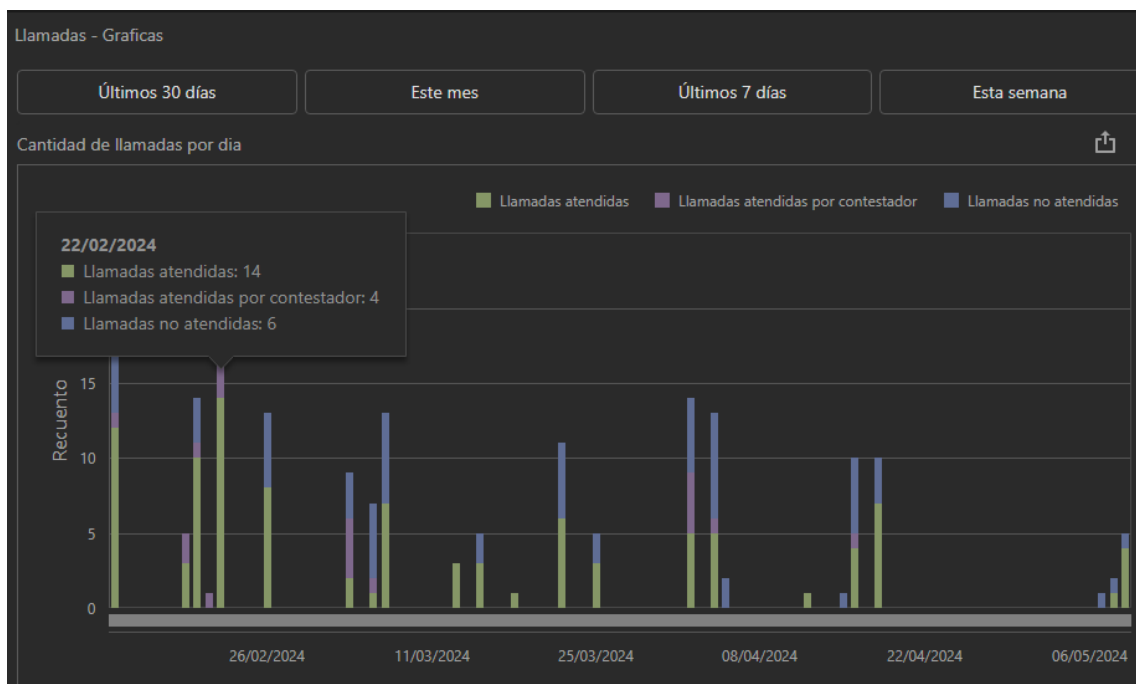 Llamadas - Graficas
Últimos 30 días
Este mes
Últimos 7 días
Esta semana
Cantidad de llamadas por dia
Llamadas atendidas
Llamadas atendidas por contestador
Llamadas no atendidas
22/02/2024
Llamadas atendidas: 14
Llamadas atendidas por contestador: 4
Llamadas no atendidas: 6
Recuento
15
10
5
0
26/02/2024
11/03/2024
25/03/2024
08/04/2024
22/04/2024
06/05/2024